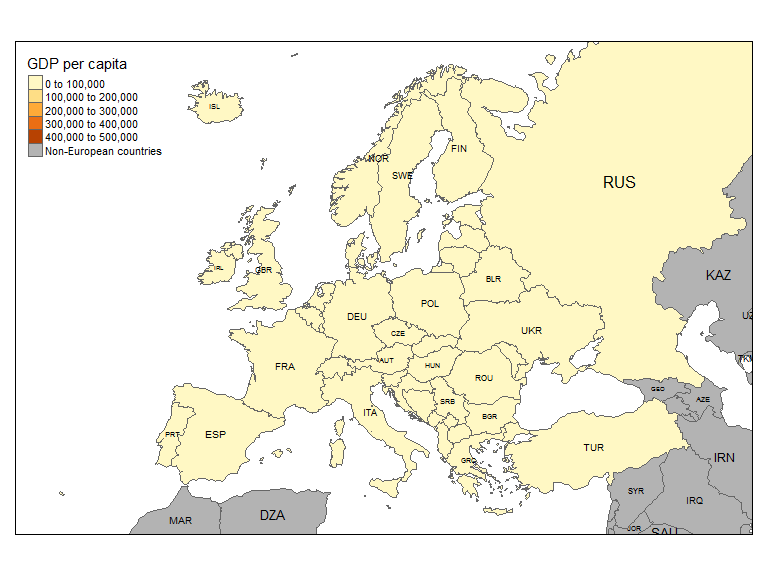 GDP per capita
0 to 100,000
100,000 to 200,000
200,000 to 300,000
300,000 to 400,000
400,000 to 500,000
Non-European countries
ISL
NOR
SWE
FIN
RUS
IRL
GBR
BLR
KAZ
POL
DEU
UKR
UZ
CZE
TKM
AUT
HUN
FRA
ROU
GEO
AZE
SRB
ITA
BGR
PRT
ESP
TUR
GRC
IRN
SYR
IRQ
MAR
DZA
JOR
SAU